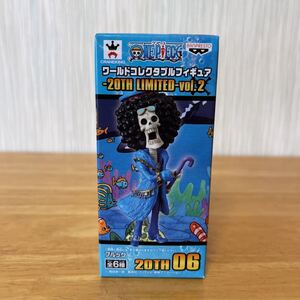 ONE PIECE
BANPRESTO
CRANEKING
ワールドコレクタブルフィギュア
-20TH LIMITED-vol.2
ブルック
全6種
20TH 06